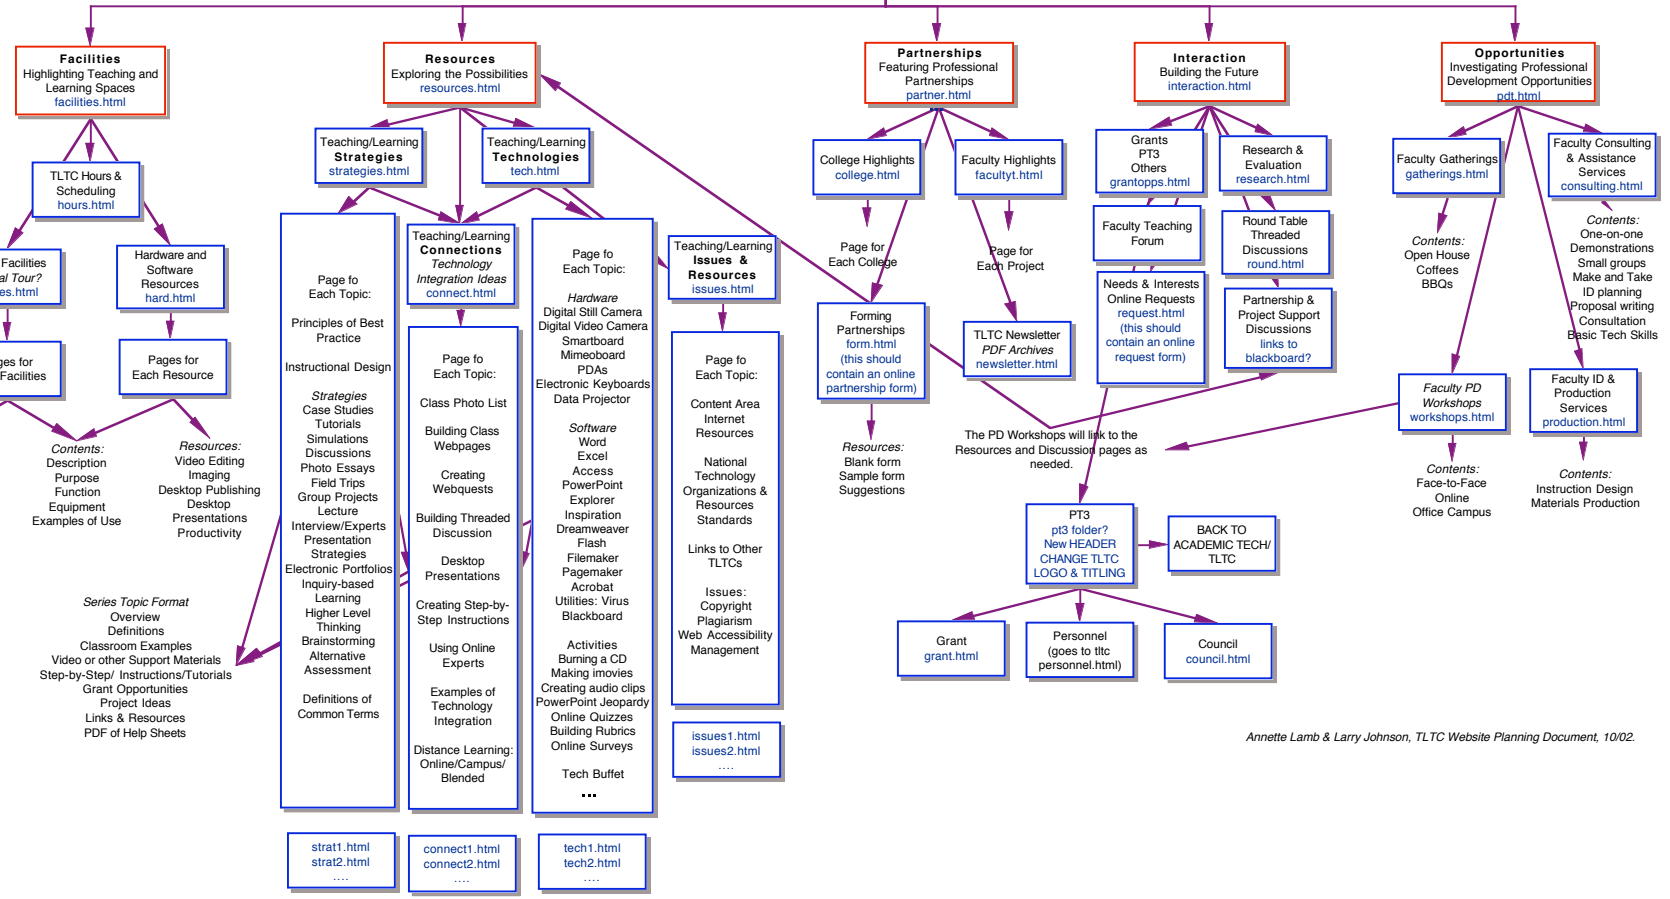 Facilities
Highlighting Teaching and
Learning Spaces
facilities.html
TLTC Hours &
Scheduling
hours.html
Facilities
al Tour?
es.html
Hardware and
Software
Resources
hard.html
ges for
Facilities
Pages for
Each Resource
Contents:
Description
Purpose
Function
Equipment
Examples of Use
Resources:
Video Editing
Imaging
Desktop Publishing
Desktop
Presentations
Productivity
Series Topic Format
Overview
Definitions
Classroom Examples
Video or other Support Materials
Step-by-Step/ Instructions/Tutorials
Grant Opportunities
Project Ideas
Links & Resources
PDF of Help Sheets
Resources
Exploring the Possibilities
resources.html
Teaching/Learning
Strategies
strategies.html
Teaching/Learning
Technologies
tech.html
Page fo
Each Topic:
Principles of Best
Practice
Instructional Design
Strategies
Case Studies
Tutorials
Simulations
Discussions
Photo Essays
Field Trips
Group Projects
Lecture
Interview/Experts
Presentation
Strategies
Electronic Portfolios
Inquiry-based
Learning
Higher Level
Thinking
Brainstorming
Alternative
Assessment
Definitions of
Common Terms
strat1.html
strat2.html
....
Teaching/Learning
Connections
Technology
Integration Ideas
connect.html
Page fo
Each Topic:
Class Photo List
Building Class
Webpages
Creating
Webquests
Building Threaded
Discussion
Desktop
Presentations
Creating Step-by-
Step Instructions
Using Online
Experts
Examples of
Technology
Integration
Distance Learning:
Online/Campus/
Blended
connect1.html
connect2.html
....
Page fo
Each Topic:
Hardware
Digital Still Camera
Digital Video Camera
Smartboard
Mimeoboard
PDAs
Electronic Keyboards
Data Projector
Software
Word
Excel
Access
PowerPoint
Explorer
Inspiration
Dreamweaver
Flash
Filemaker
Pagemaker
Acrobat
Utilities: Virus
Blackboard
Activities
Burning a CD
Making imovies
Creating audio clips
PowerPoint Jeopardy
Online Quizzes
Building Rubrics
Online Surveys
Tech Buffet
...
tech1.html
tech2.html
....
Teaching/Learning
Issues &
Resources
issues.html
Page fo
Each Topic:
Content Area
Internet
Resources
National
Technology
Organizations &
Resources
Standards
Links to Other
TLTCs
Issues:
Copyright
Plagiarism
Web Accessibility
Management
issues1.html
issues2.html
....
Partnerships
Featuring Professional
Partnerships
partner.html
College Highlights
college.html
Faculty Highlights
facultyt.html
Page for
Each College
Page for
Each Project
Forming
Partnerships
form.html
(this should
contain an online
partnership form)
TLTC Newsletter
PDF Archives
newsletter.html
Resources:
Blank form
Sample form
Suggestions
The PD Workshops will link to the
Resources and Discussion pages as
needed.
Interaction
Building the Future
interaction.html
Grants
PT3
Others
grantopps.html
Research &
Evaluation
research.html
Faculty Teaching
Forum
Round Table
Threaded
Discussions
round.html
Needs & Interests
Online Requests
request.html
(this should
contain an online
request form)
Partnership &
Project Support
Discussions
links to
blackboard?
PT3
pt3 folder?
New HEADER
CHANGE TLTC
LOGO & TITLING
BACK TO
ACADEMIC TECH/
TLTC
Grant
grant.html
Personnel
(goes to tltc
personnel.html)
Council
council.html
Opportunities
Investigating Professional
Development Opportunities
pdt.html
Faculty Gatherings
gatherings.html
Faculty Consulting
& Assistance
Services
consulting.html
Contents:
Open House
Coffees
BBQs
Contents:
One-on-one
Demonstrations
Small groups
Make and Take
ID planning
Proposal writing
Consultation
Basic Tech Skills
Faculty PD
Workshops
workshops.html
Faculty ID &
Production
Services
production.html
Contents:
Face-to-Face
Online
Office Campus
Contents:
Instruction Design
Materials Production
Annette Lamb & Larry Johnson, TLTC Website Planning Document, 10/02.